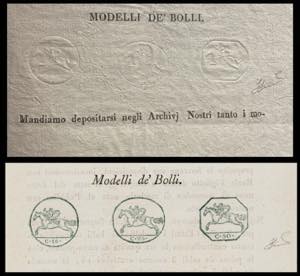 MODELLI DE' BOLLI.
Mandiamo depositarsi negli Archivj Nostri tanto i mo-
Modelli de' Bolli.
C-15-
C-25-
C-50-